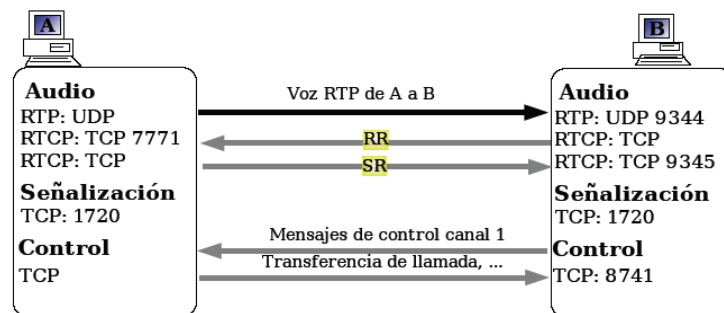 A
B
Audio
RTP: UDP
RTCP: TCP 7771
RTCP: TCP
Señalización
TCP: 1720
Control
TCP
Voz RTP de A a B
RR
SR
Mensajes de control canal 1
Transferencia de llamada, ...
Audio
RTP: UDP 9344
RTCP: TCP
RTCP: TCP 9345
Señalización
TCP: 1720
Control
TCP: 8741